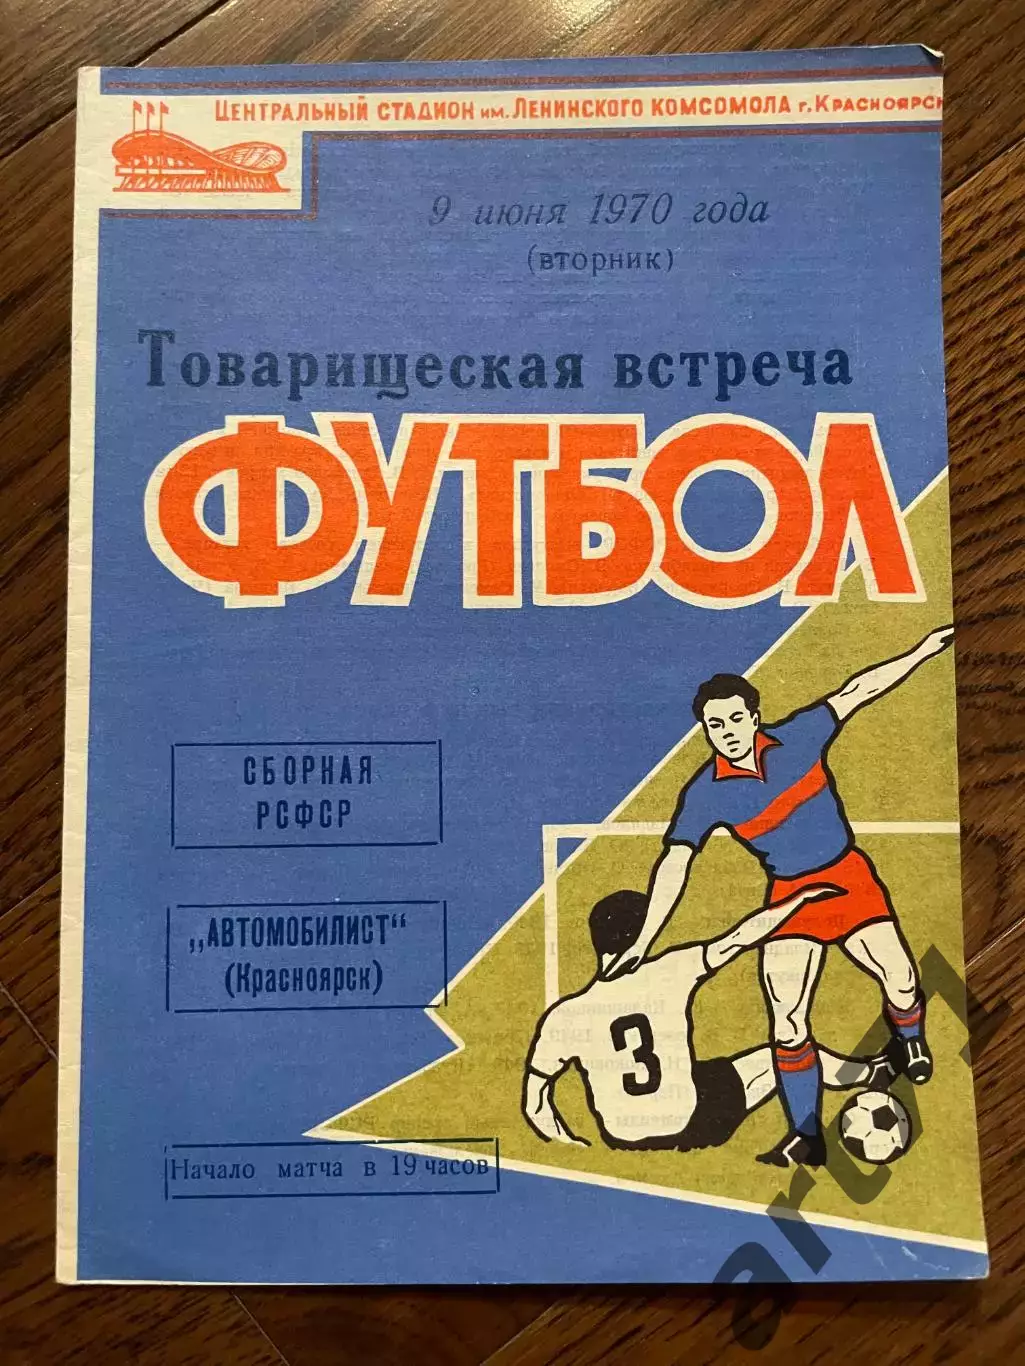 ЦЕНТРАЛЬНЫЙ СТАДИОН ИМ. ЛЕНИНСКОГО КОМСОМОЛА Г. КРАСНОЯРСК
9 июня 1970 года
(вторник)
Товарищеская встреча
ФУТБОЛ
СБОРНАЯ
РСФСР
„АВТОМОБИЛИСТ“
(Красноярск)
3
Начало матча в 19 часов